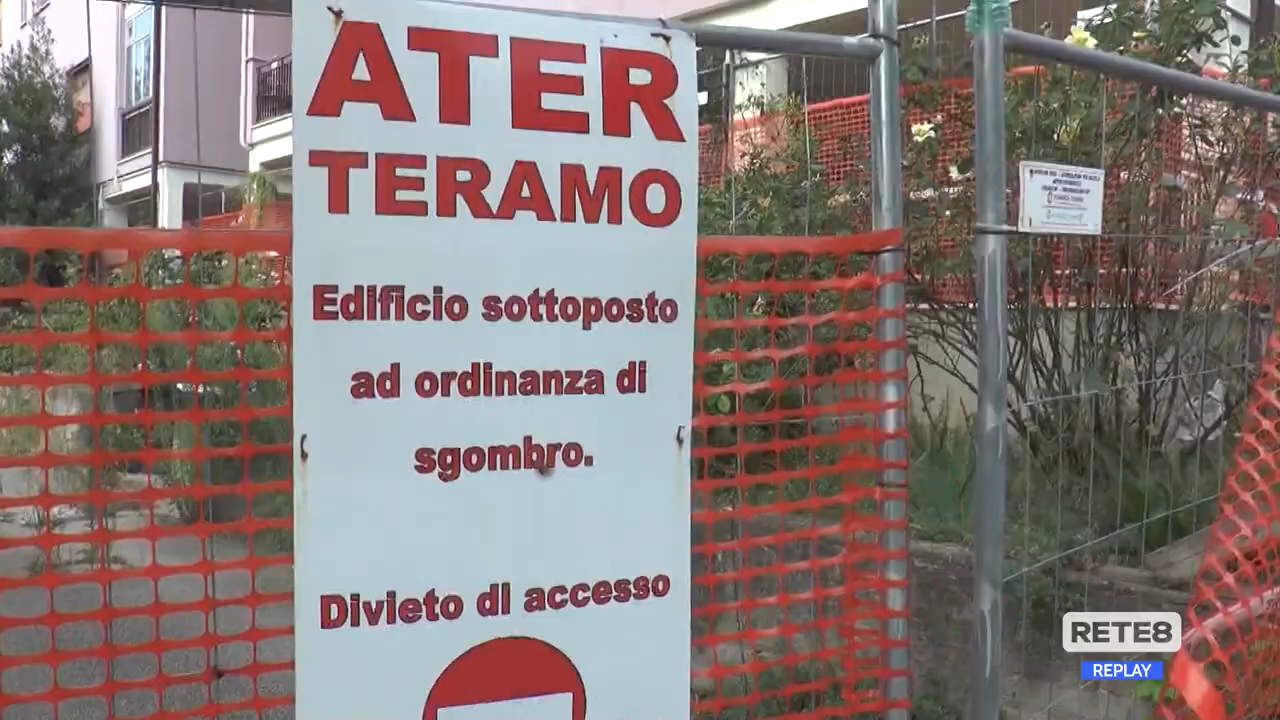 ATER
TERAMO
Edificio sottoposto
ad ordinanza di
sgombro.
Divieto di accesso
RETE8
REPLAY